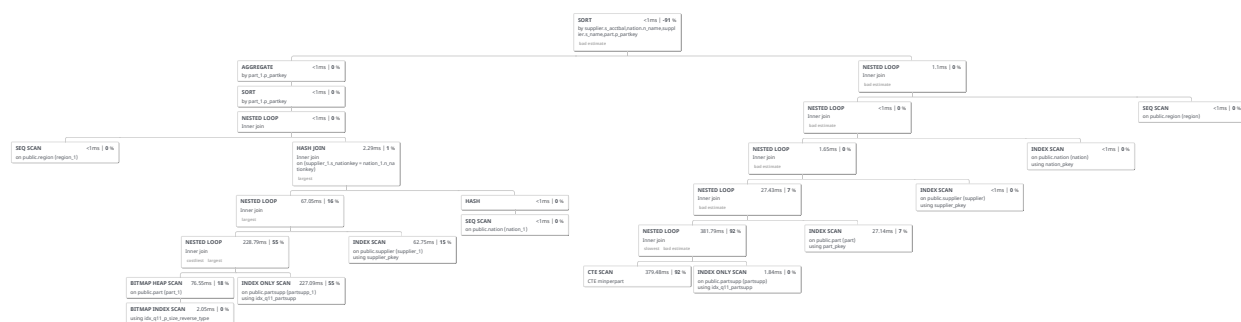 SORT <1ms | -91 %
by supplier.s_acctbal,nation.n_name,suppl
ier.s_name,part.p_partkey
bad estimate
AGGREGATE <1ms | 0 %
by part_1.p_partkey
NESTED LOOP 1.1ms | 0 %
Inner join
bad estimate
SORT <1ms | 0 %
by part_1.p_partkey
NESTED LOOP <1ms | 0 %
Inner join
bad estimate
SEQ SCAN <1ms | 0 %
on public.region (region)
NESTED LOOP <1ms | 0 %
Inner join
SEQ SCAN <1ms | 0 %
on public.region (region_1)
HASH JOIN 2.29ms | 1 %
Inner join
on (supplier_1.s_nationkey = nation_1.n_na
tionkey)
largest
NESTED LOOP 1.65ms | 0 %
Inner join
bad estimate
INDEX SCAN <1ms | 0 %
on public.nation (nation)
using nation_pkey
NESTED LOOP 27.43ms | 7 %
Inner join
bad estimate
INDEX SCAN <1ms | 0 %
on public.supplier (supplier)
using supplier_pkey
NESTED LOOP 67.05ms | 16 %
Inner join
largest
HASH <1ms | 0 %
SEQ SCAN <1ms | 0 %
on public.nation (nation_1)
NESTED LOOP 381.79ms | 92 %
Inner join
slowest bad estimate
INDEX SCAN 27.14ms | 7 %
on public.part (part)
using part_pkey
NESTED LOOP 228.79ms | 55 %
Inner join
costliest largest
INDEX SCAN 62.75ms | 15 %
on public.supplier (supplier_1)
using supplier_pkey
CTE SCAN 379.48ms | 92 %
CTE minperpart
INDEX ONLY SCAN 1.84ms | 0 %
on public.partsupp (partsupp)
using idx_q11_partsupp
BITMAP HEAP SCAN 76.55ms | 18 %
on public.part (part_1)
INDEX ONLY SCAN 227.09ms | 55 %
on public.partsupp (partsupp_1)
using idx_q11_partsupp
BITMAP INDEX SCAN 2.05ms | 0 %
using idx_q11_p_size_reverse_type